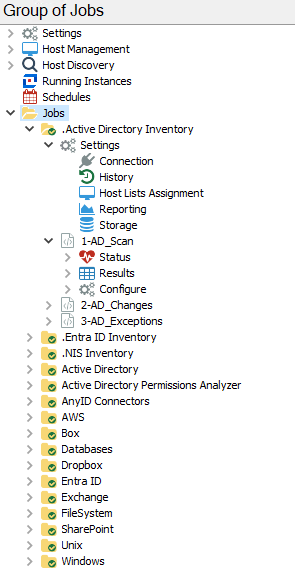 Group of Jobs
Settings
Host Management
Host Discovery
Running Instances
Schedules
Jobs
.Active Directory Inventory
Settings
Connection
History
Host Lists Assignment
Reporting
Storage
1-AD_Scan
Status
Results
Configure
2-AD_Changes
3-AD_Exceptions
.Entra ID Inventory
.NIS Inventory
Active Directory
Active Directory Permissions Analyzer
AnyID Connectors
AWS
Box
Databases
Dropbox
Entra ID
Exchange
FileSystem
SharePoint
Unix
Windows